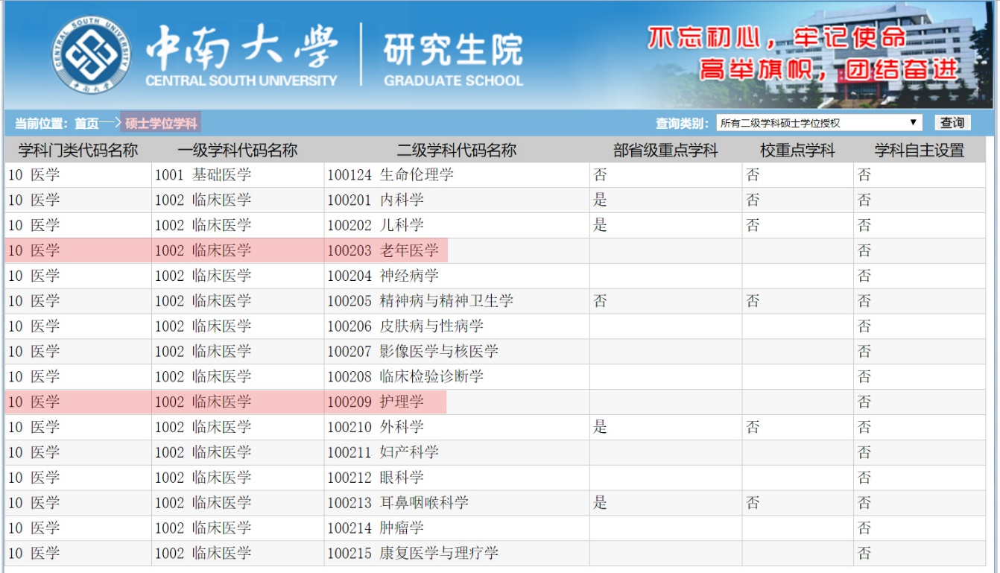 CENTRAL SOUTH UNIVERSITY
中南大学
中南大学
CENTRAL SOUTH UNIVERSITY
研究生院
GRADUATE SCHOOL
不忘初心，牢记使命
高举旗帜，团结奋进
当前位置：首页—>硕士学位学科 查询类别： 所有二级学科硕士学位授权 ▼ 查询
学科门类代码名称 一级学科代码名称 二级学科代码名称 部省级重点学科 校重点学科 学科自主设置
10 医学 1001 基础医学 100124 生命伦理学 否 否 否
10 医学 1002 临床医学 100201 内科学 是 否 否
10 医学 1002 临床医学 100202 儿科学 是 否 否
10 医学 1002 临床医学 100203 老年医学 否
10 医学 1002 临床医学 100204 神经病学 否
10 医学 1002 临床医学 100205 精神病与精神卫生学 否 否 否
10 医学 1002 临床医学 100206 皮肤病与性病学 否
10 医学 1002 临床医学 100207 影像医学与核医学 否
10 医学 1002 临床医学 100208 临床检验诊断学 否
10 医学 1002 临床医学 100209 护理学 否
10 医学 1002 临床医学 100210 外科学 是 否 否
10 医学 1002 临床医学 100211 妇产科学 否
10 医学 1002 临床医学 100212 眼科学 否
10 医学 1002 临床医学 100213 耳鼻咽喉科学 是 否 否
10 医学 1002 临床医学 100214 肿瘤学 否
10 医学 1002 临床医学 100215 康复医学与理疗学 否